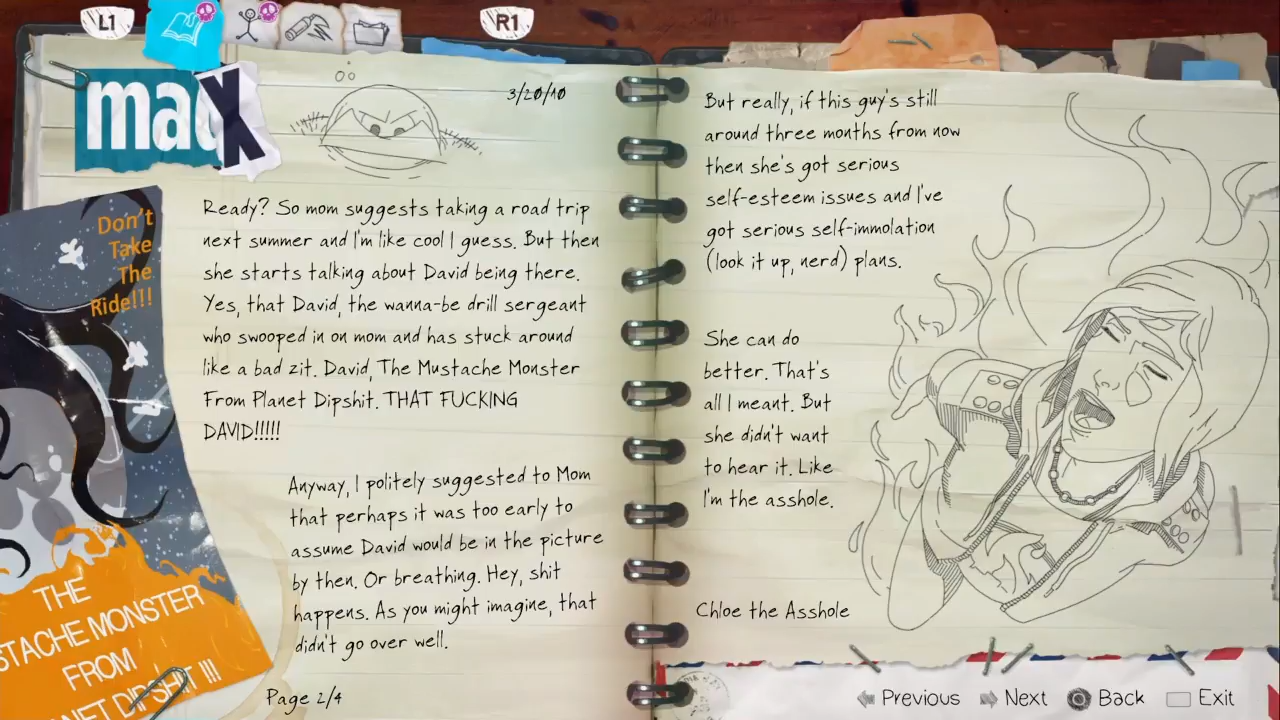 L1
R1
mad
X
3/20/10
Don't
Take
The
Ride!!!
Ready? So mom suggests taking a road trip
next summer and I'm like cool I guess. But then
she starts talking about David being there.
Yes, that David, the wanna-be drill sergeant
who swooped in on mom and has stuck around
like a bad zit. David, The Mustache Monster
From Planet Dipshit. THAT FUCKING
DAVID!!!!!
Anyway, I politely suggested to Mom
that perhaps it was too early to
assume David would be in the picture
by then. Or breathing. Hey, shit
happens. As you might imagine, that
didn't go over well.
THE
STACHE MONSTER
FROM
NET DIPSHIT !!!
Page 2/4
But really, if this guy's still
around three months from now
then she's got serious
self-esteem issues and I've
got serious self-immolation
(look it up, nerd) plans.
She can do
better. That's
all I meant. But
she didn't want
to hear it. Like
I'm the asshole.
Chloe the Asshole
Previous
Next
Back
Exit